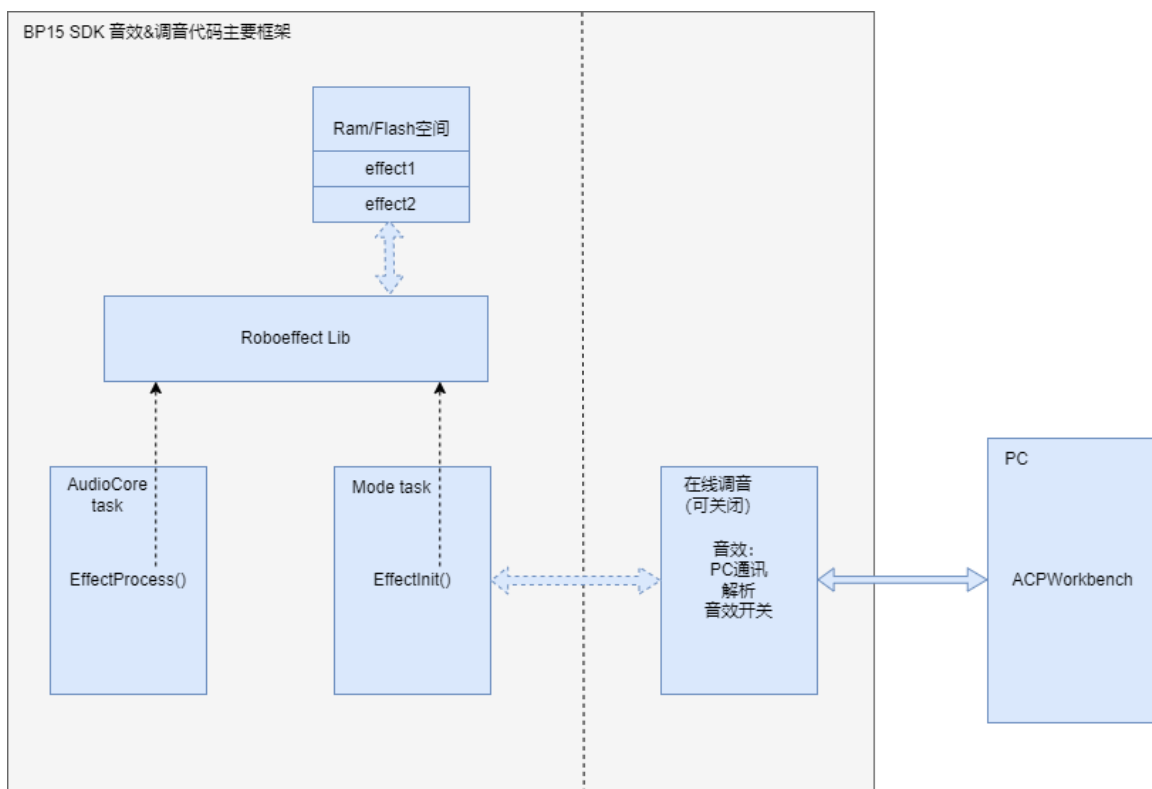 BP15 SDK 音效&调音代码主要框架
Ram/Flash空间
effect1
effect2
Roboeffect Lib
AudioCore
task
EffectProcess()
Mode task
EffectInit()
在线调音
(可关闭)
音效：
PC通讯
解析
音效开关
PC
ACPWorkbench